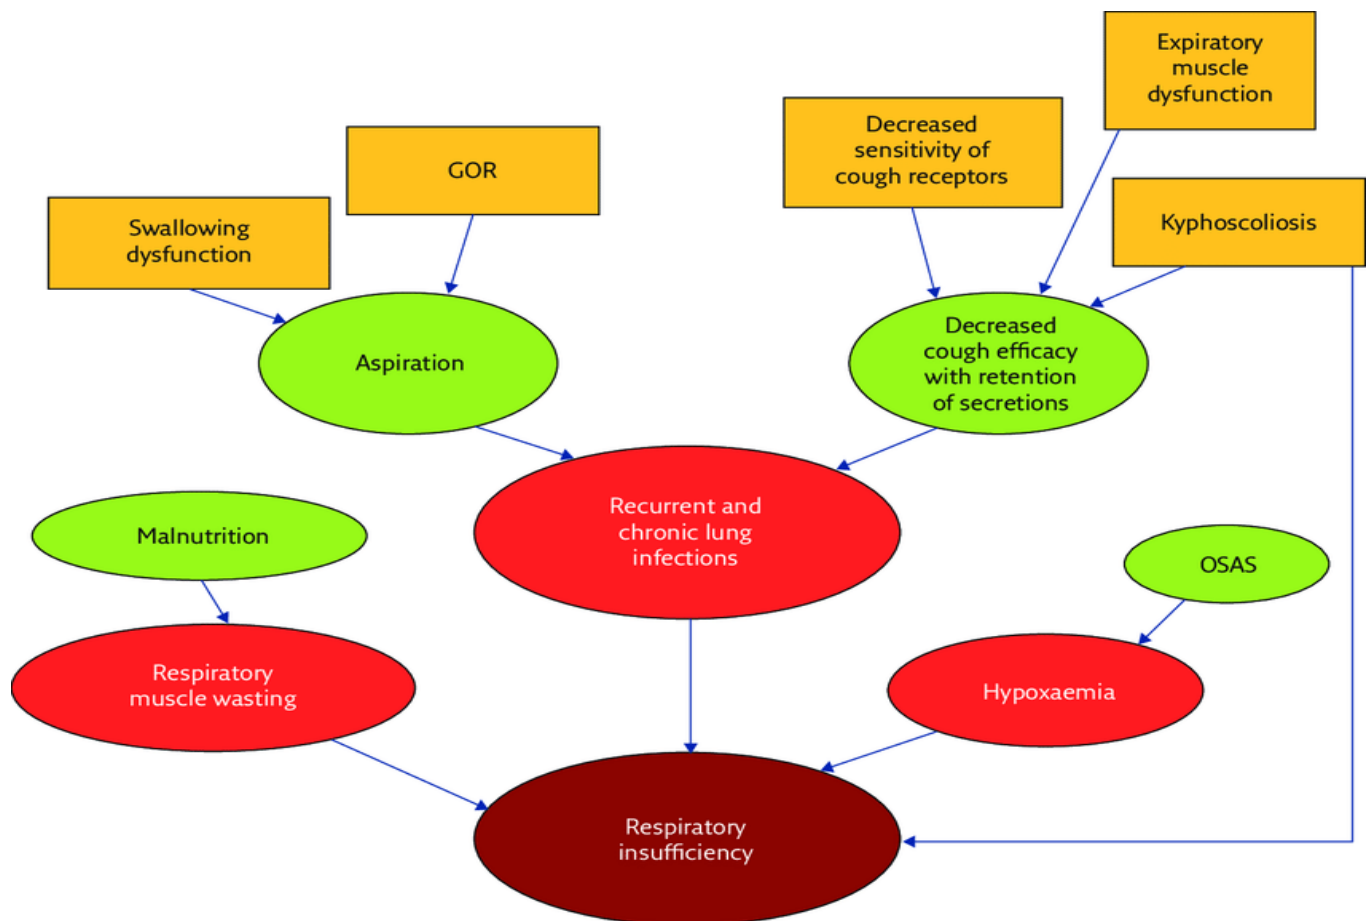 Expiratory
muscle
dysfunction
Decreased
sensitivity of
cough receptors
GOR
Swallowing
dysfunction
Kyphoscoliosis
Aspiration
Decreased
cough efficacy
with retention
of secretions
Recurrent and
chronic lung
infections
Malnutrition
OSAS
Respiratory
muscle wasting
Hypoxaemia
Respiratory
insufficiency